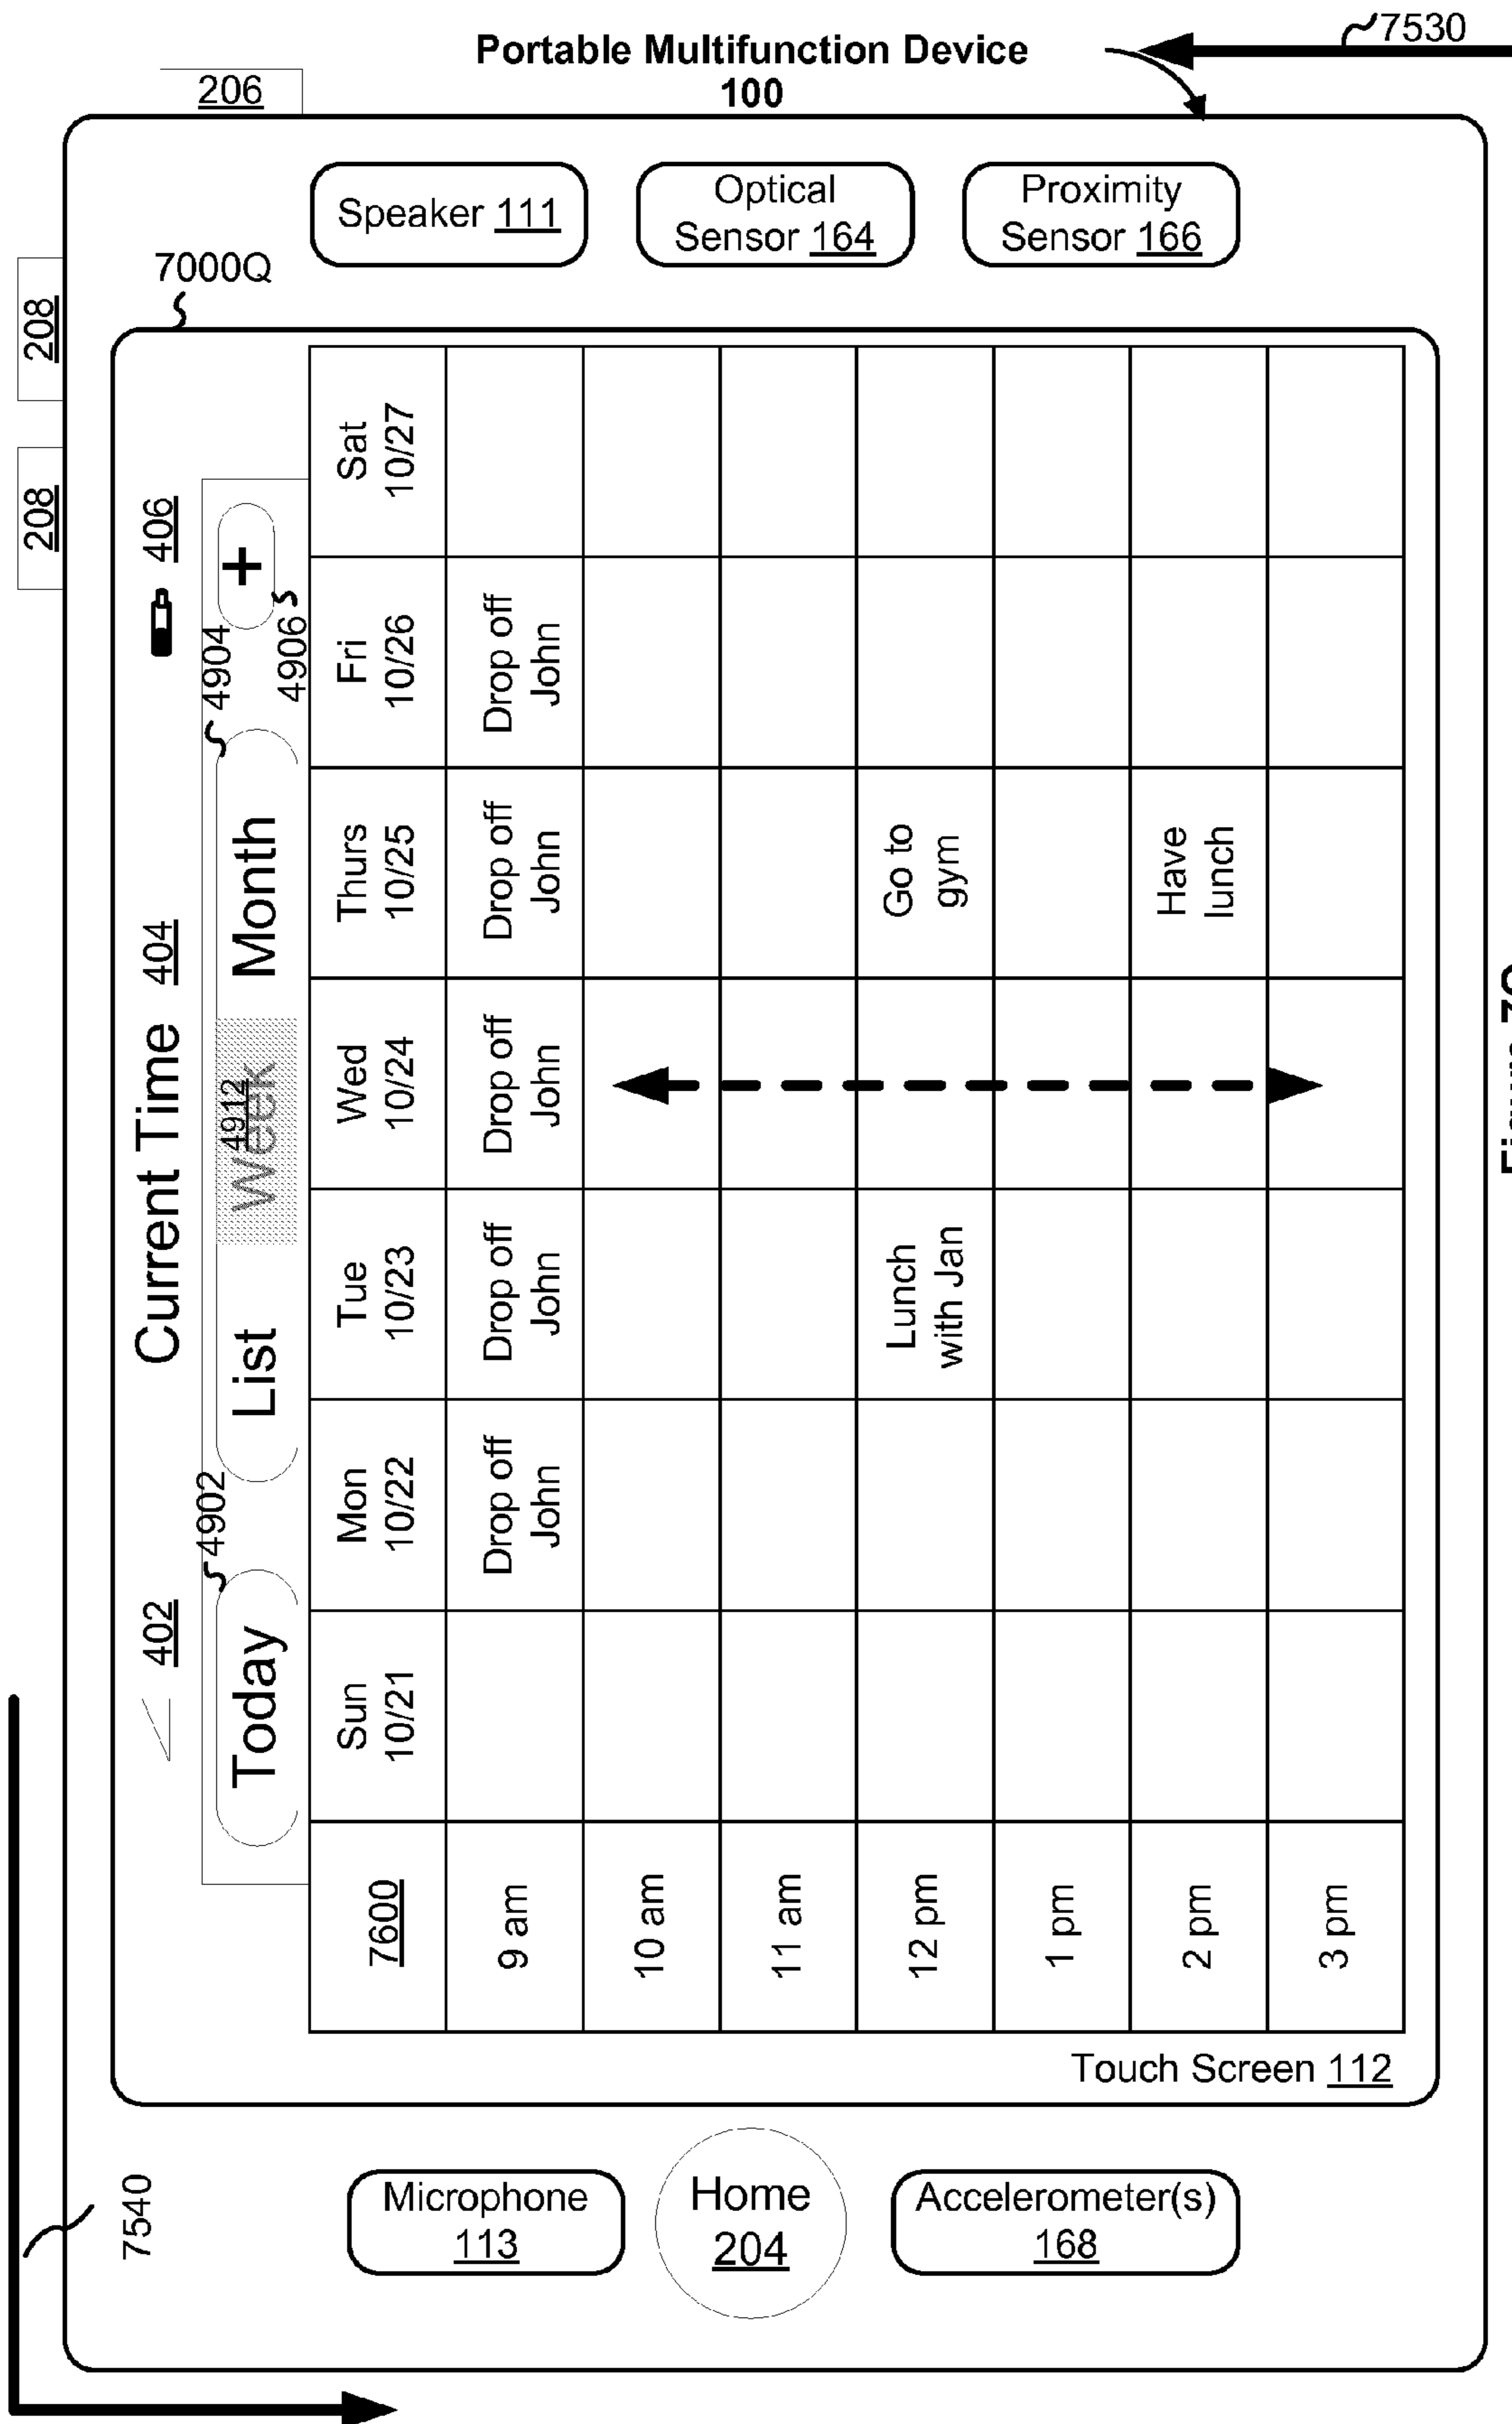 Portable Multifunction Device
100
7530
206
208
208
7000Q
Speaker 111
Optical
Sensor 164
Proximity
Sensor 166
402
Current Time 404
406
4902
4904
4906
4912
Today
List
Week
Month
+
7600
Sun
10/21
Mon
10/22
Tue
10/23
Wed
10/24
Thurs
10/25
Fri
10/26
Sat
10/27
9 am
Drop off
John
Drop off
John
Drop off
John
Drop off
John
Drop off
John
10 am
11 am
12 pm
Lunch
with Jan
Go to
gym
1 pm
2 pm
Have
lunch
3 pm
Touch Screen 112
7540
Microphone
113
Home
204
Accelerometer(s)
168